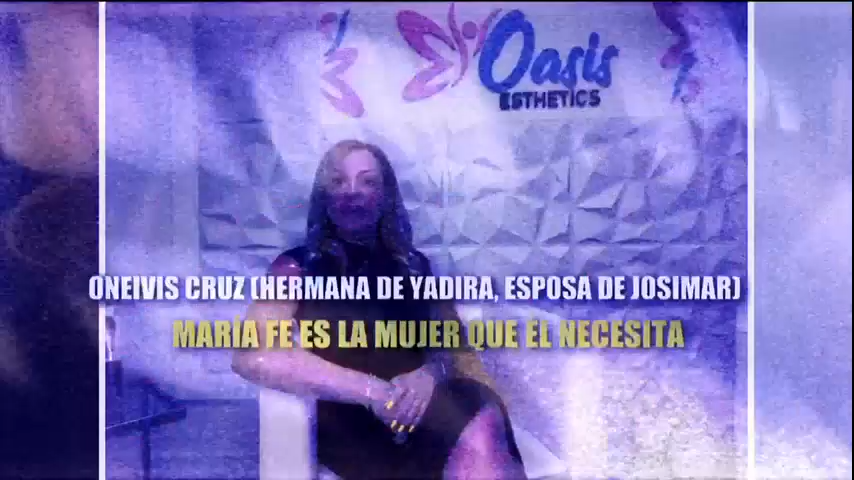 Oasis
ESTHETICS
ONEIVIS CRUZ (HERMANA DE YADIRA, ESPOSA DE JOSIMAR)
MARÍA FE ES LA MUJER QUE ÉL NECESITA